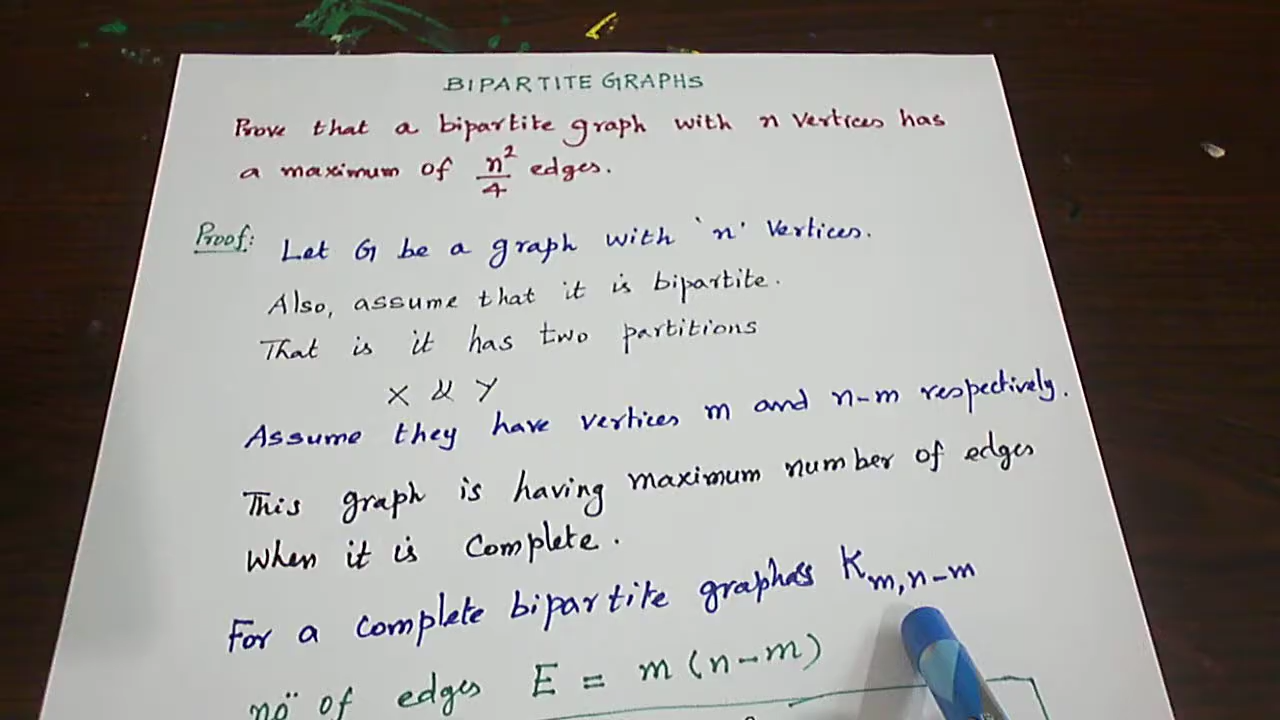 BIPARTITE GRAPHS
Prove that a bipartite graph with n vertices has
a maximum of n²/4 edges.
Proof: Let G be a graph with 'n' vertices.
Also, assume that it is bipartite.
That is it has two partitions
X & Y
Assume they have vertices m and n-m respectively.
This graph is having maximum number of edges
when it is complete.
For a complete bipartite graph K_{m,n-m}
no" of edges E = m(n-m)